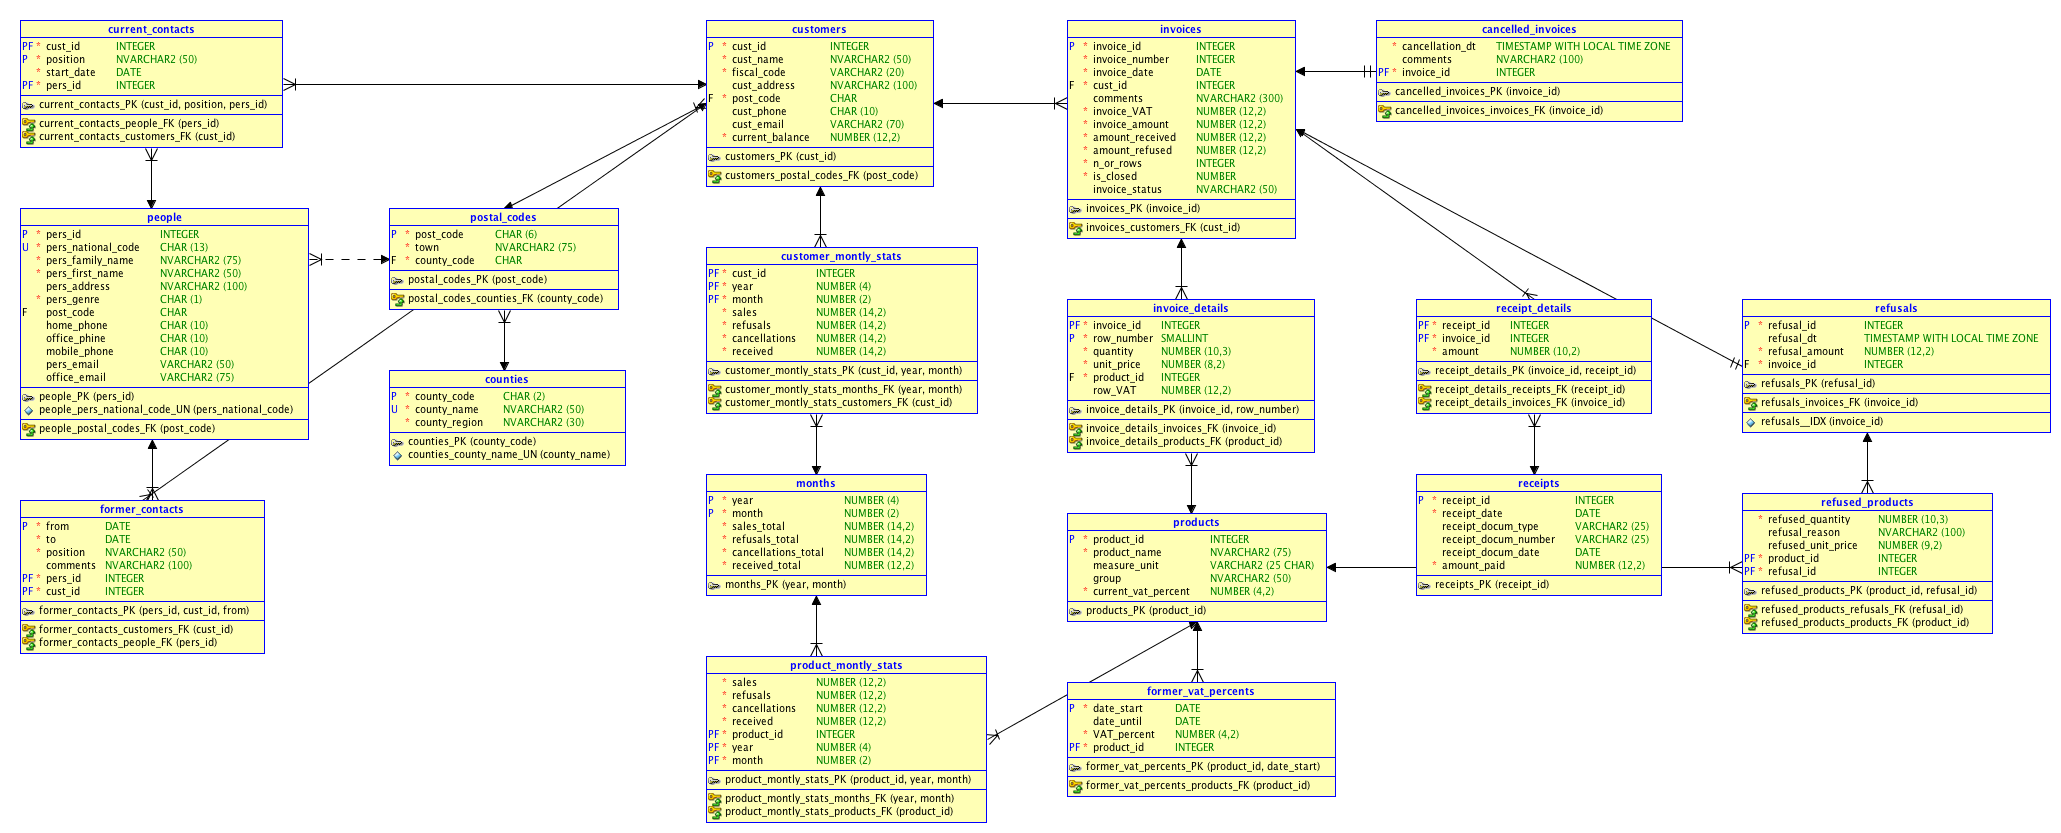 current_contacts
PF * cust_id INTEGER
P * position NVARCHAR2 (50)
* start_date DATE
PF * pers_id INTEGER
current_contacts_PK (cust_id, position, pers_id)
current_contacts_people_FK (pers_id)
current_contacts_customers_FK (cust_id)
customers
P * cust_id INTEGER
* cust_name NVARCHAR2 (50)
* fiscal_code VARCHAR2 (20)
cust_address NVARCHAR2 (100)
F * post_code CHAR
cust_phone CHAR (10)
cust_email VARCHAR2 (70)
* current_balance NUMBER (12,2)
customers_PK (cust_id)
customers_postal_codes_FK (post_code)
invoices
P * invoice_id INTEGER
* invoice_number INTEGER
* invoice_date DATE
F * cust_id INTEGER
comments NVARCHAR2 (300)
* invoice_VAT NUMBER (12,2)
* invoice_amount NUMBER (12,2)
* amount_received NUMBER (12,2)
* amount_refused NUMBER (12,2)
* n_or_rows INTEGER
* is_closed NUMBER
invoice_status NVARCHAR2 (50)
invoices_PK (invoice_id)
invoices_customers_FK (cust_id)
cancelled_invoices
* cancellation_dt TIMESTAMP WITH LOCAL TIME ZONE
comments NVARCHAR2 (100)
PF * invoice_id INTEGER
cancelled_invoices_PK (invoice_id)
cancelled_invoices_invoices_FK (invoice_id)
people
P * pers_id INTEGER
U * pers_national_code CHAR (13)
* pers_family_name NVARCHAR2 (75)
* pers_first_name NVARCHAR2 (50)
pers_address NVARCHAR2 (100)
* pers_genre CHAR (1)
F post_code CHAR
home_phone CHAR (10)
office_phine CHAR (10)
mobile_phone CHAR (10)
pers_email VARCHAR2 (50)
office_email VARCHAR2 (75)
people_PK (pers_id)
people_pers_national_code_UN (pers_national_code)
people_postal_codes_FK (post_code)
postal_codes
P * post_code CHAR (6)
* town NVARCHAR2 (75)
F * county_code CHAR
postal_codes_PK (post_code)
postal_codes_counties_FK (county_code)
counties
P * county_code CHAR (2)
U * county_name NVARCHAR2 (50)
* county_region NVARCHAR2 (30)
counties_PK (county_code)
counties_county_name_UN (county_name)
customer_montly_stats
PF * cust_id INTEGER
PF * year NUMBER (4)
PF * month NUMBER (2)
* sales NUMBER (14,2)
* refusals NUMBER (14,2)
* cancellations NUMBER (14,2)
* received NUMBER (14,2)
customer_montly_stats_PK (cust_id, year, month)
customer_montly_stats_months_FK (year, month)
customer_montly_stats_customers_FK (cust_id)
invoice_details
PF * invoice_id INTEGER
P * row_number SMALLINT
* quantity NUMBER (10,3)
* unit_price NUMBER (8,2)
F * product_id INTEGER
row_VAT NUMBER (12,2)
invoice_details_PK (invoice_id, row_number)
invoice_details_invoices_FK (invoice_id)
invoice_details_products_FK (product_id)
receipt_details
PF * receipt_id INTEGER
PF * invoice_id INTEGER
* amount NUMBER (10,2)
receipt_details_PK (invoice_id, receipt_id)
receipt_details_receipts_FK (receipt_id)
receipt_details_invoices_FK (invoice_id)
refusals
P * refusal_id INTEGER
refusal_dt TIMESTAMP WITH LOCAL TIME ZONE
* refusal_amount NUMBER (12,2)
F * invoice_id INTEGER
refusals_PK (refusal_id)
refusals_invoices_FK (invoice_id)
refusals__IDX (invoice_id)
former_contacts
P * from DATE
* to DATE
* position NVARCHAR2 (50)
comments NVARCHAR2 (100)
PF * pers_id INTEGER
PF * cust_id INTEGER
former_contacts_PK (pers_id, cust_id, from)
former_contacts_customers_FK (cust_id)
former_contacts_people_FK (pers_id)
months
P * year NUMBER (4)
P * month NUMBER (2)
* sales_total NUMBER (14,2)
* refusals_total NUMBER (14,2)
* cancellations_total NUMBER (14,2)
* received_total NUMBER (12,2)
months_PK (year, month)
products
P * product_id INTEGER
* product_name NVARCHAR2 (75)
measure_unit VARCHAR2 (25 CHAR)
group NVARCHAR2 (50)
* current_vat_percent NUMBER (4,2)
products_PK (product_id)
receipts
P * receipt_id INTEGER
* receipt_date DATE
receipt_docum_type VARCHAR2 (25)
receipt_docum_number VARCHAR2 (25)
receipt_docum_date DATE
* amount_paid NUMBER (12,2)
receipts_PK (receipt_id)
refused_products
* refused_quantity NUMBER (10,3)
refusal_reason NVARCHAR2 (100)
refused_unit_price NUMBER (9,2)
PF * product_id INTEGER
PF * refusal_id INTEGER
refused_products_PK (product_id, refusal_id)
refused_products_refusals_FK (refusal_id)
refused_products_products_FK (product_id)
product_montly_stats
* sales NUMBER (12,2)
* refusals NUMBER (12,2)
* cancellations NUMBER (12,2)
* received NUMBER (12,2)
PF * product_id INTEGER
PF * year NUMBER (4)
PF * month NUMBER (2)
product_montly_stats_PK (product_id, year, month)
product_montly_stats_months_FK (year, month)
product_montly_stats_products_FK (product_id)
former_vat_percents
P * date_start DATE
date_until DATE
* VAT_percent NUMBER (4,2)
PF * product_id INTEGER
former_vat_percents_PK (product_id, date_start)
former_vat_percents_products_FK (product_id)